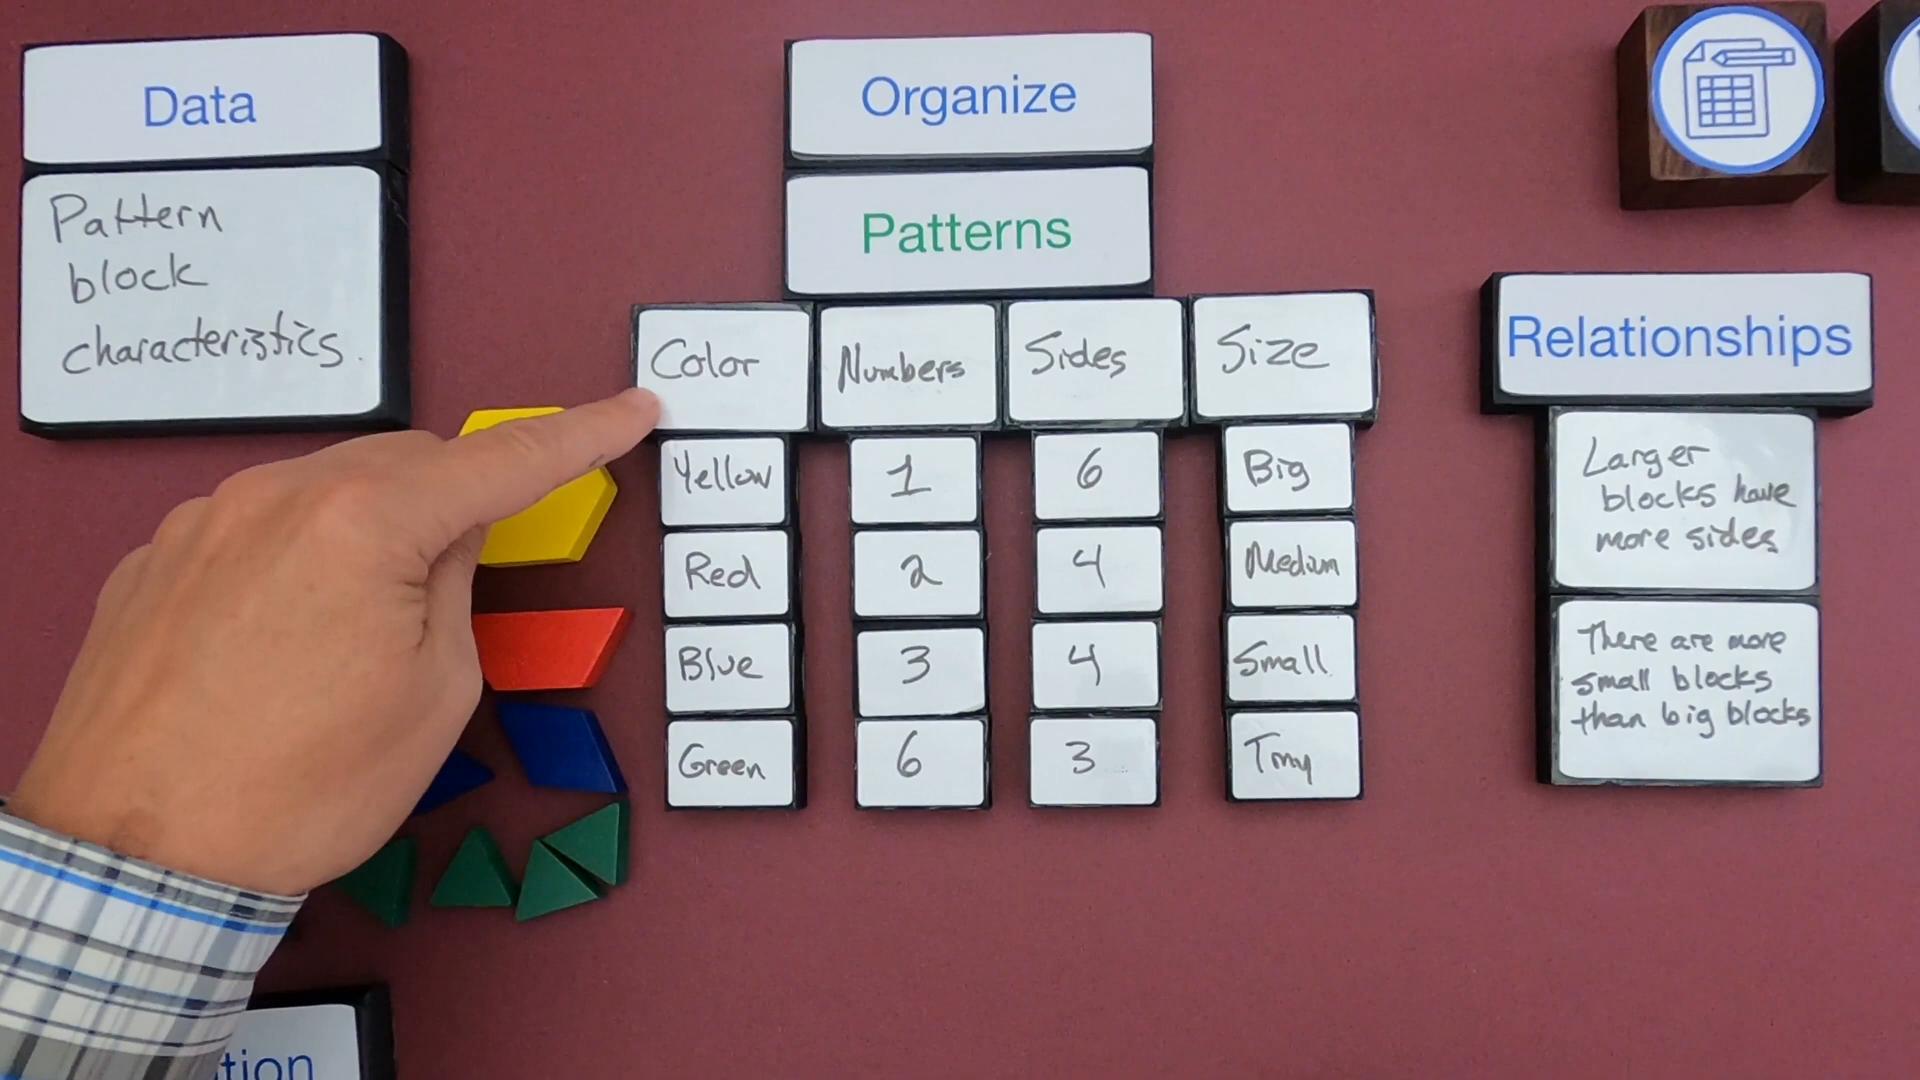 Data
Pattern
block
characteristics.
Organize
Patterns
Color Numbers Sides Size
Yellow 1 6 Big
Red 2 4 Medium
Blue 3 4 Small
Green 6 3 Tiny
Relationships
Larger
blocks have
more sides
There are more
small blocks
than big blocks